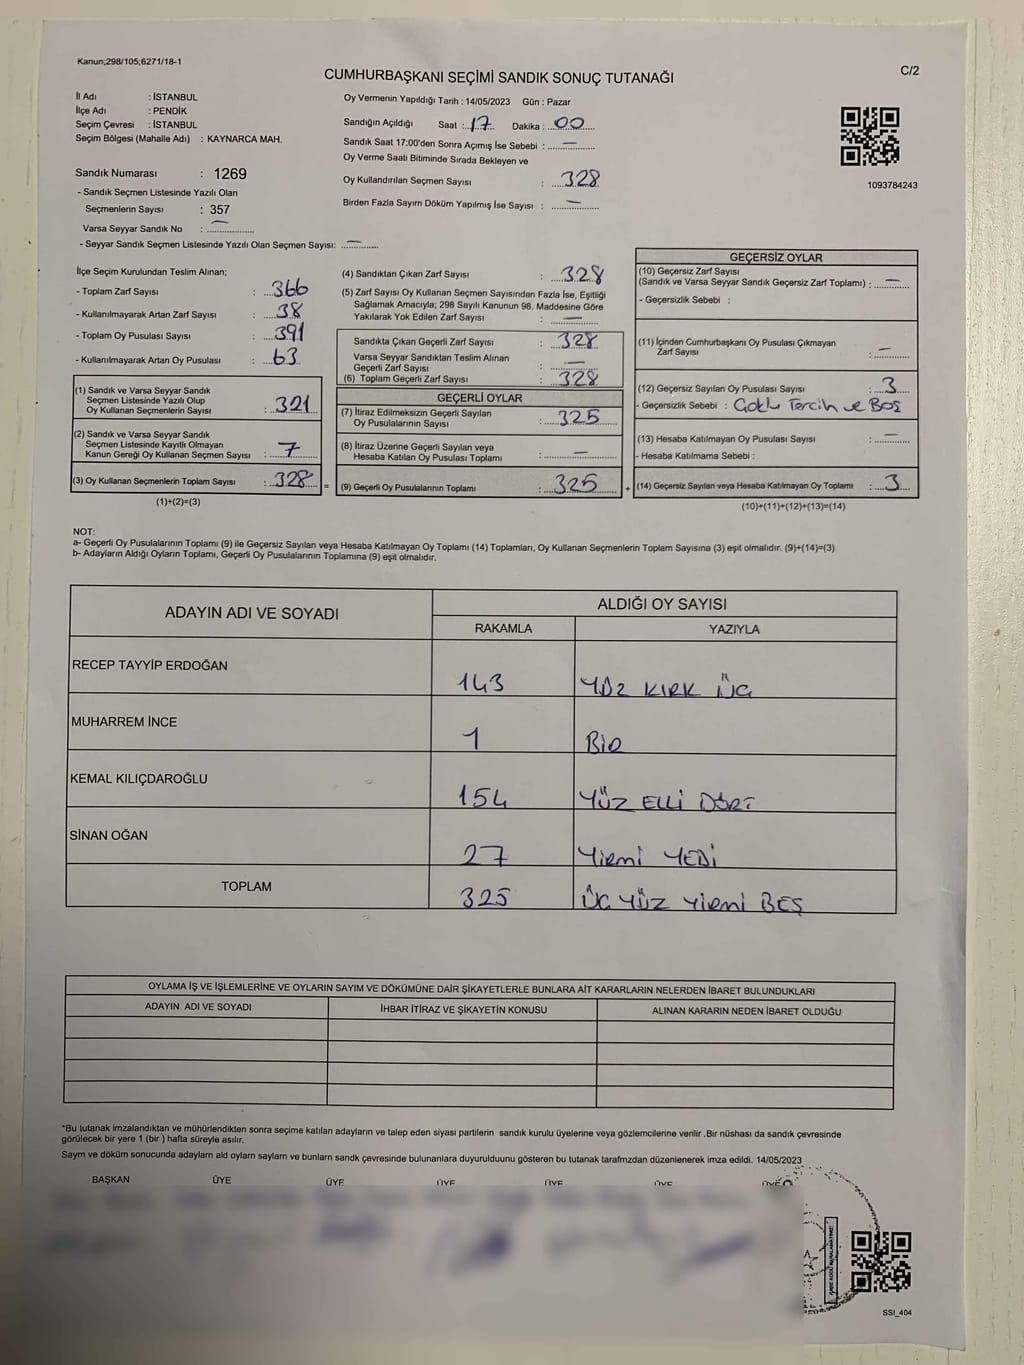 Kanun;298/105;6271/18-1
C/2
CUMHURBAŞKANI SEÇİMİ SANDIK SONUÇ TUTANAĞI
İl Adı : İSTANBUL
İlçe Adı : PENDİK
Seçim Çevresi : İSTANBUL
Seçim Bölgesi (Mahalle Adı) : KAYNARCA MAH.
Sandık Numarası : 1269
- Sandık Seçmen Listesinde Yazılı Olan
Seçmenlerin Sayısı : 357
Varsa Seyyar Sandık No : —
- Seyyar Sandık Seçmen Listesinde Yazılı Olan Seçmen Sayısı: —
Oy Vermenin Yapıldığı Tarih : 14/05/2023 Gün : Pazar
Sandığın Açıldığı Saat : 17 Dakika : 00
Sandık Saat 17:00'den Sonra Açımış İse Sebebi : —
Oy Verme Saati Bitiminde Sırada Bekleyen ve
Oy Kullandırılan Seçmen Sayısı : 328
Birden Fazla Sayım Döküm Yapılmış İse Sayısı : —
1093784243
İlçe Seçim Kurulundan Teslim Alınan;
- Toplam Zarf Sayısı : 366
- Kullanılmayarak Artan Zarf Sayısı : 38
- Toplam Oy Pusulası Sayısı : 391
- Kullanılmayarak Artan Oy Pusulası : 63
(1) Sandık ve Varsa Seyyar Sandık
Seçmen Listesinde Yazılı Olup
Oy Kullanan Seçmenlerin Sayısı : 321
(2) Sandık ve Varsa Seyyar Sandık
Seçmen Listesinde Kayıtlı Olmayan
Kanun Gereği Oy Kullanan Seçmen Sayısı : 7
(3) Oy Kullanan Seçmenlerin Toplam Sayısı : 328 =
(1)+(2)=(3)
(4) Sandıktan Çıkan Zarf Sayısı : 328
(5) Zarf Sayısı Oy Kullanan Seçmen Sayısından Fazla İse, Eşitliği
Sağlamak Amacıyla; 298 Sayılı Kanunun 98. Maddesine Göre
Yakılarak Yok Edilen Zarf Sayısı : —
Sandıkta Çıkan Geçerli Zarf Sayısı : 328
Varsa Seyyar Sandıktan Teslim Alınan
Geçerli Zarf Sayısı : —
(6) Toplam Geçerli Zarf Sayısı : 328
GEÇERLİ OYLAR
(7) İtiraz Edilmeksizin Geçerli Sayılan
Oy Pusulalarının Sayısı : 325
(8) İtiraz Üzerine Geçerli Sayılan veya
Hesaba Katılan Oy Pusulası Toplamı : —
(9) Geçerli Oy Pusulalarının Toplamı : 325 +
GEÇERSİZ OYLAR
(10) Geçersiz Zarf Sayısı
(Sandık ve Varsa Seyyar Sandık Geçersiz Zarf Toplamı) : —
- Geçersizlik Sebebi :
(11) İçinden Cumhurbaşkanı Oy Pusulası Çıkmayan
Zarf Sayısı : —
(12) Geçersiz Sayılan Oy Pusulası Sayısı : 3
- Geçersizlik Sebebi : Çoklu Tercih ve BOŞ
(13) Hesaba Katılmayan Oy Pusulası Sayısı : —
- Hesaba Katılmama Sebebi :
(14) Geçersiz Sayılan veya Hesaba Katılmayan Oy Toplamı : 3
(10)+(11)+(12)+(13)=(14)
NOT:
a- Geçerli Oy Pusulalarının Toplamı (9) ile Geçersiz Sayılan veya Hesaba Katılmayan Oy Toplamı (14) Toplamları, Oy Kullanan Seçmenlerin Toplam Sayısına (3) eşit olmalıdır. (9)+(14)=(3)
b- Adayların Aldığı Oyların Toplamı, Geçerli Oy Pusulalarının Toplamına (9) eşit olmalıdır.
ADAYIN ADI VE SOYADI
ALDIĞI OY SAYISI
RAKAMLA YAZIYLA
RECEP TAYYİP ERDOĞAN 143 YÜZ KIRK ÜÇ
MUHARREM İNCE 1 BİR
KEMAL KILIÇDAROĞLU 154 YÜZ ELLİ DÖRT
SİNAN OĞAN 27 Yirmi YEDİ
TOPLAM 325 ÜÇ YÜZ YİRMİ BEŞ
OYLAMA İŞ VE İŞLEMLERİNE VE OYLARIN SAYIM VE DÖKÜMÜNE DAİR ŞİKAYETLERLE BUNLARA AİT KARARLARIN NELERDEN İBARET BULUNDUKLARI
ADAYIN ADI VE SOYADI İHBAR İTİRAZ VE ŞİKAYETİN KONUSU ALINAN KARARIN NEDEN İBARET OLDUĞU
*Bu tutanak imzalandıktan ve mühürlendikten sonra seçime katılan adayların ve talep eden siyasi partilerin sandık kurulu üyelerine veya gözlemcilerine verilir .Bir nüshası da sandık çevresinde
görülecek bir yere 1 (bir ) hafta süreyle asılır.
Saym ve döküm sonucunda adaylarn ald oylarn saylarn ve bunlarn sandk çevresinde bulunanlara duyurulduunu gösteren bu tutanak tarafmzdan düzenlenerek imza edildi. 14/05/2023
BAŞKAN ÜYE ÜYE ÜYE ÜYE ÜYE ÜYE
SSI_404